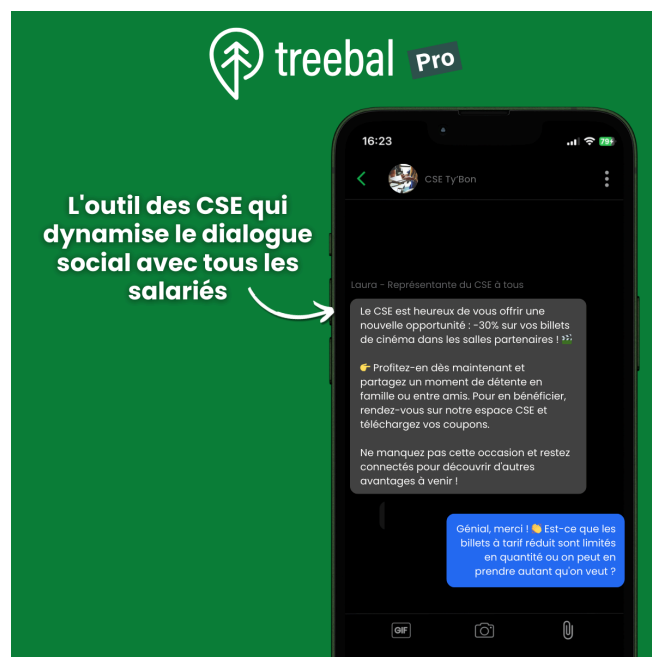 treebal Pro
16:23
79+
CSE Ty'Bon
L'outil des CSE qui
dynamise le dialogue
social avec tous les
salariés
Laura - Représentante du CSE à tous
Le CSE est heureux de vous offrir une
nouvelle opportunité : -30% sur vos billets
de cinéma dans les salles partenaires ! 🎬
👉 Profitez-en dès maintenant et
partagez un moment de détente en
famille ou entre amis. Pour en bénéficier,
rendez-vous sur notre espace CSE et
téléchargez vos coupons.
Ne manquez pas cette occasion et restez
connectés pour découvrir d'autres
avantages à venir !
Génial, merci ! 👏 Est-ce que les
billets à tarif réduit sont limités
en quantité ou on peut en
prendre autant qu'on veut ?
GIF